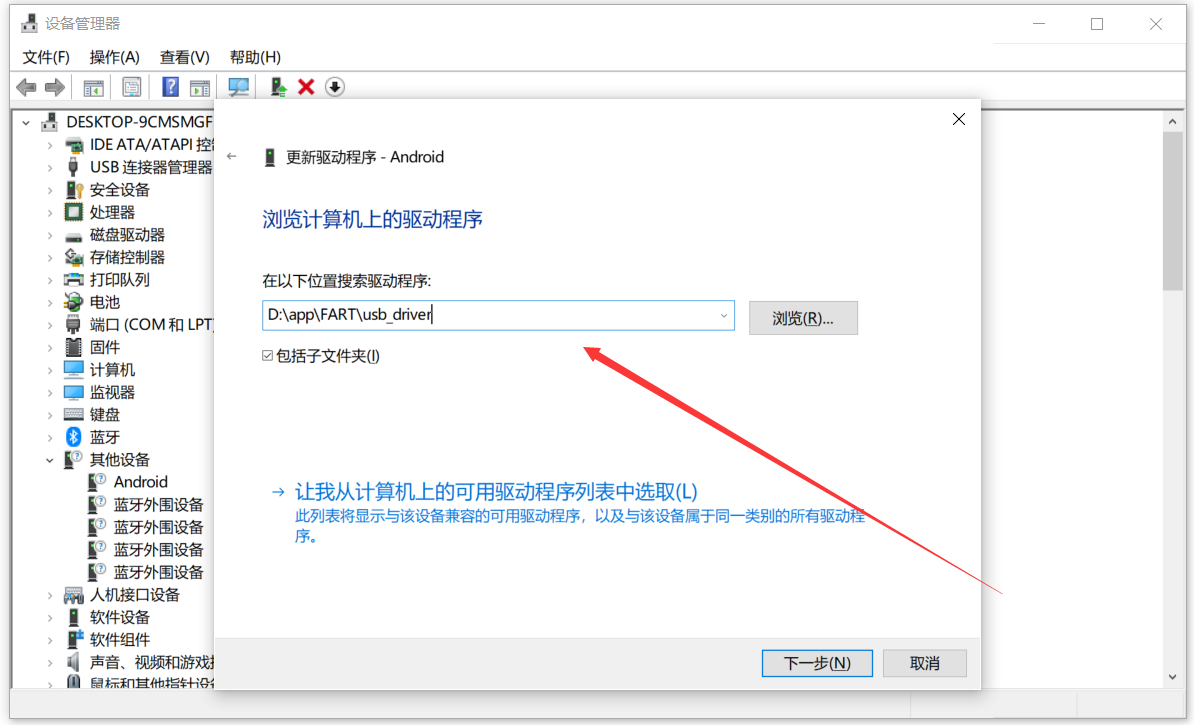 设备管理器
文件(F) 操作(A) 查看(V) 帮助(H)
DESKTOP-9CMSMGF
IDE ATA/ATAPI 控
USB 连接器管理器
安全设备
处理器
磁盘驱动器
存储控制器
打印队列
电池
端口 (COM 和 LPT)
固件
计算机
监视器
键盘
蓝牙
其他设备
Android
蓝牙外围设备
蓝牙外围设备
蓝牙外围设备
蓝牙外围设备
人机接口设备
软件设备
软件组件
声音、视频和游戏
鼠标和其他指针设备
更新驱动程序 - Android
浏览计算机上的驱动程序
在以下位置搜索驱动程序:
D:\app\FART\usb_driver
浏览(R)...
包括子文件夹(I)
让我从计算机上的可用驱动程序列表中选取(L)
此列表将显示与该设备兼容的可用驱动程序，以及与该设备属于同一类别的所有驱动程
序。
下一步(N) 取消